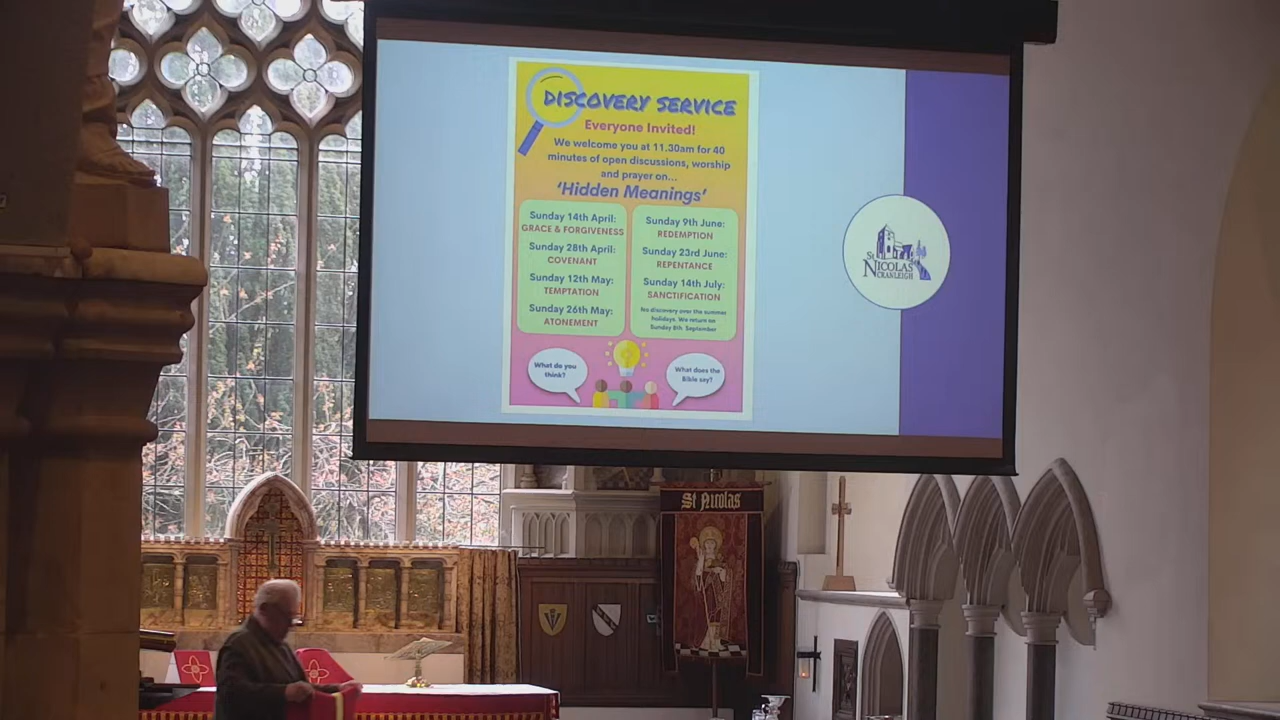 DISCOVERY SERVICE
Everyone Invited!
We welcome you at 11.30am for 40
minutes of open discussions, worship
and prayer on...
'Hidden Meanings'
Sunday 14th April:
GRACE & FORGIVENESS
Sunday 28th April:
COVENANT
Sunday 12th May:
TEMPTATION
Sunday 26th May:
ATONEMENT
Sunday 9th June:
REDEMPTION
Sunday 23rd June:
REPENTANCE
Sunday 14th July:
SANCTIFICATION
No discovery over the summer
holidays. We return on
Sunday 8th September
What do you
think?
What does the
Bible say?
St
NICOLAS
CRANLEIGH
St Nicolas